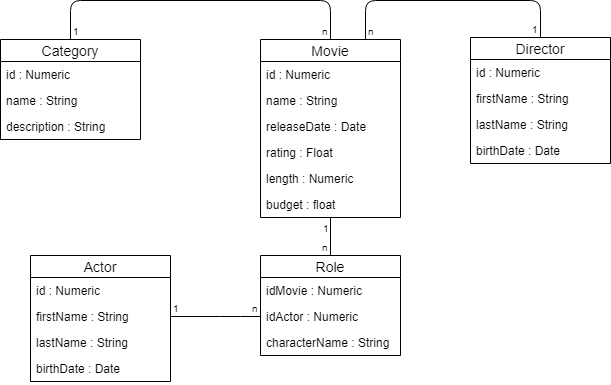 1
n
n
1
Category
id : Numeric
name : String
description : String
Movie
id : Numeric
name : String
releaseDate : Date
rating : Float
length : Numeric
budget : float
Director
id : Numeric
firstName : String
lastName : String
birthDate : Date
1
n
Actor
id : Numeric
firstName : String
lastName : String
birthDate : Date
1
n
Role
idMovie : Numeric
idActor : Numeric
characterName : String